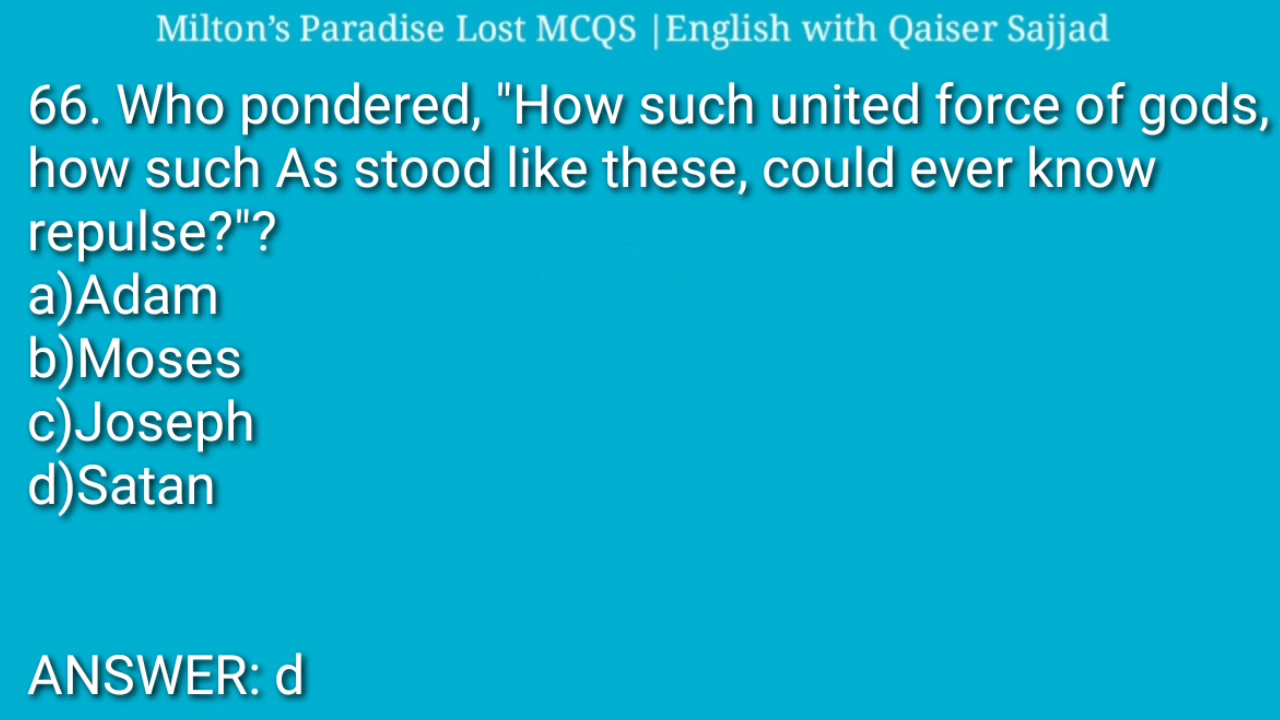 Milton’s Paradise Lost MCQS |English with Qaiser Sajjad
66. Who pondered, "How such united force of gods,
how such As stood like these, could ever know
repulse?"?
a)Adam
b)Moses
c)Joseph
d)Satan
ANSWER: d